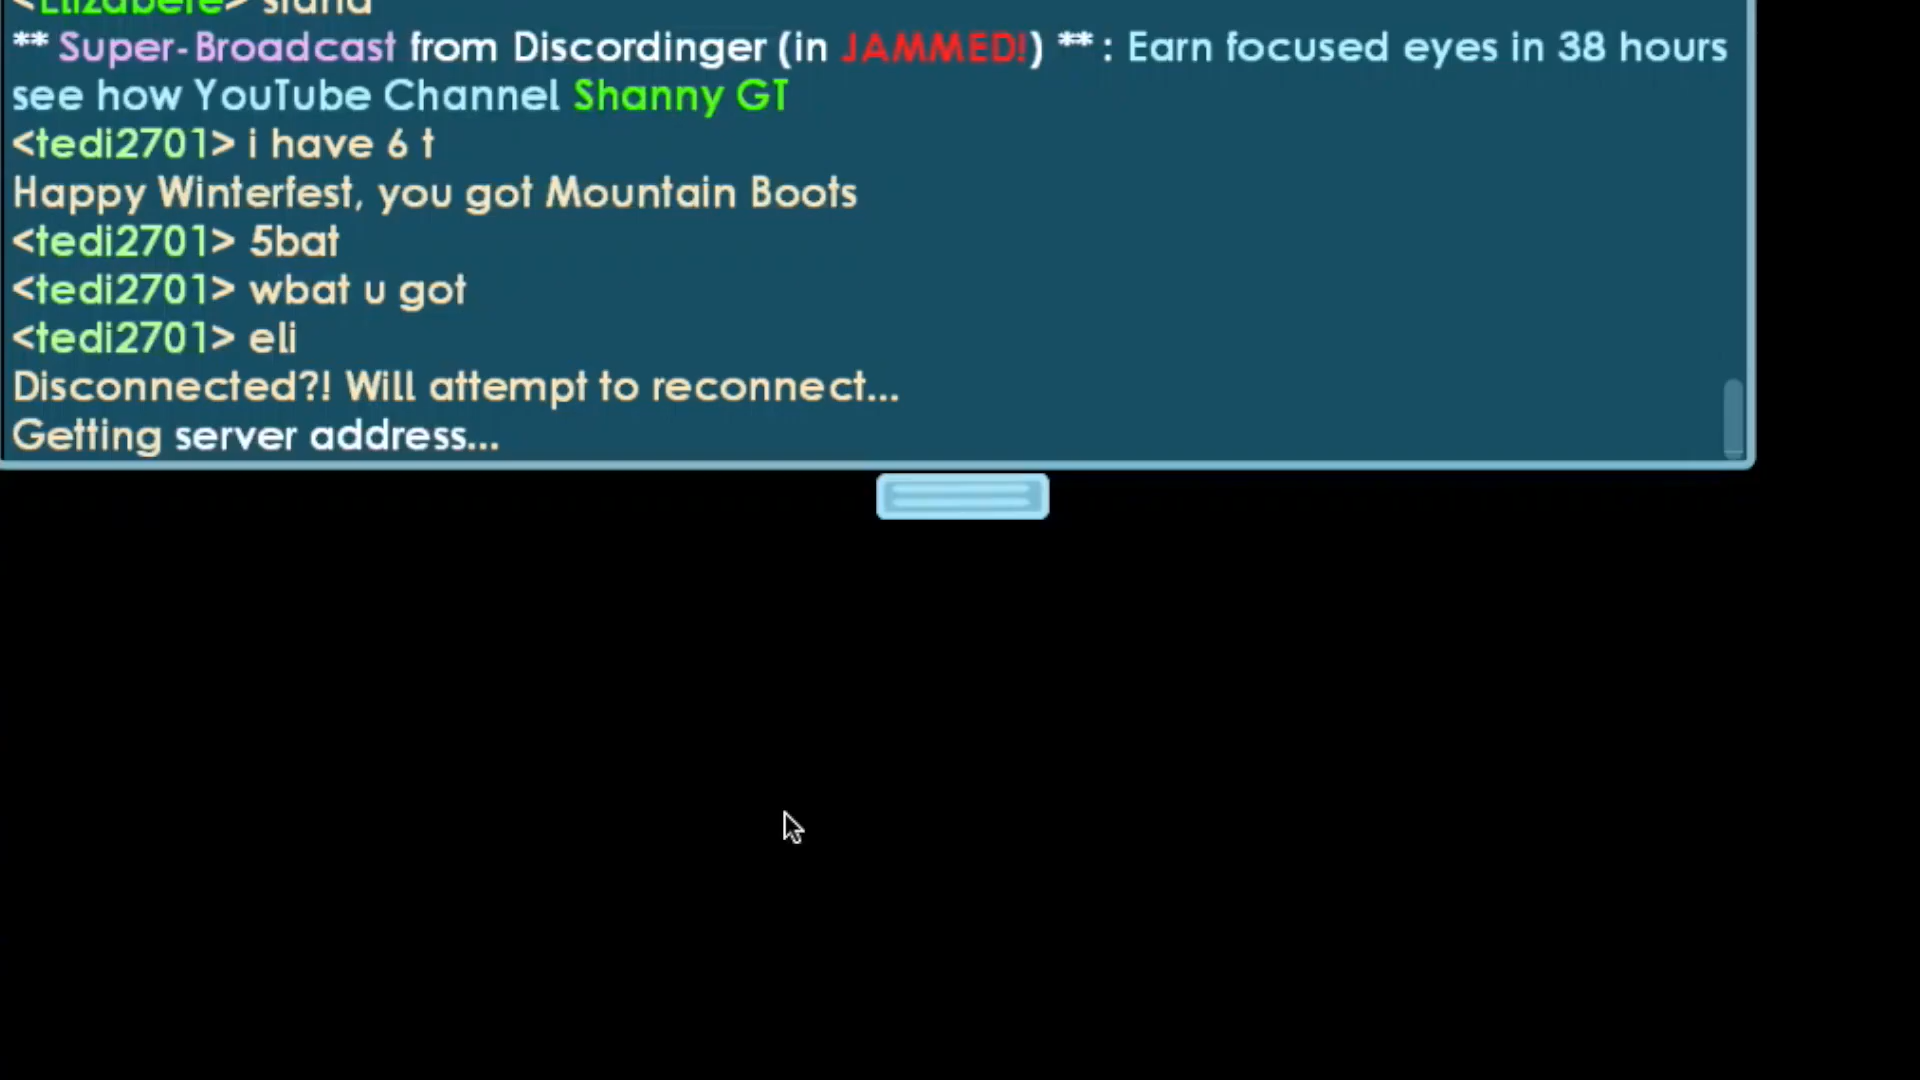 <Elizabete> stand
** Super-Broadcast from Discordinger (in JAMMED!) ** : Earn focused eyes in 38 hours
see how YouTube Channel Shanny GT
<tedi2701> i have 6 t
Happy Winterfest, you got Mountain Boots
<tedi2701> 5bat
<tedi2701> wbat u got
<tedi2701> eli
Disconnected?! Will attempt to reconnect...
Getting server address...